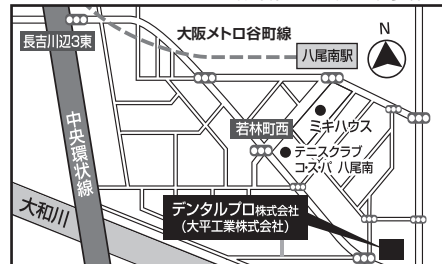 大阪メトロ谷町線
N
長吉川辺3東
八尾南駅
ミキハウス
若林町西
テニスクラブ
コ・ス・パ 八尾南
中央環状線
大和川
デンタルプロ株式会社
(大平工業株式会社)